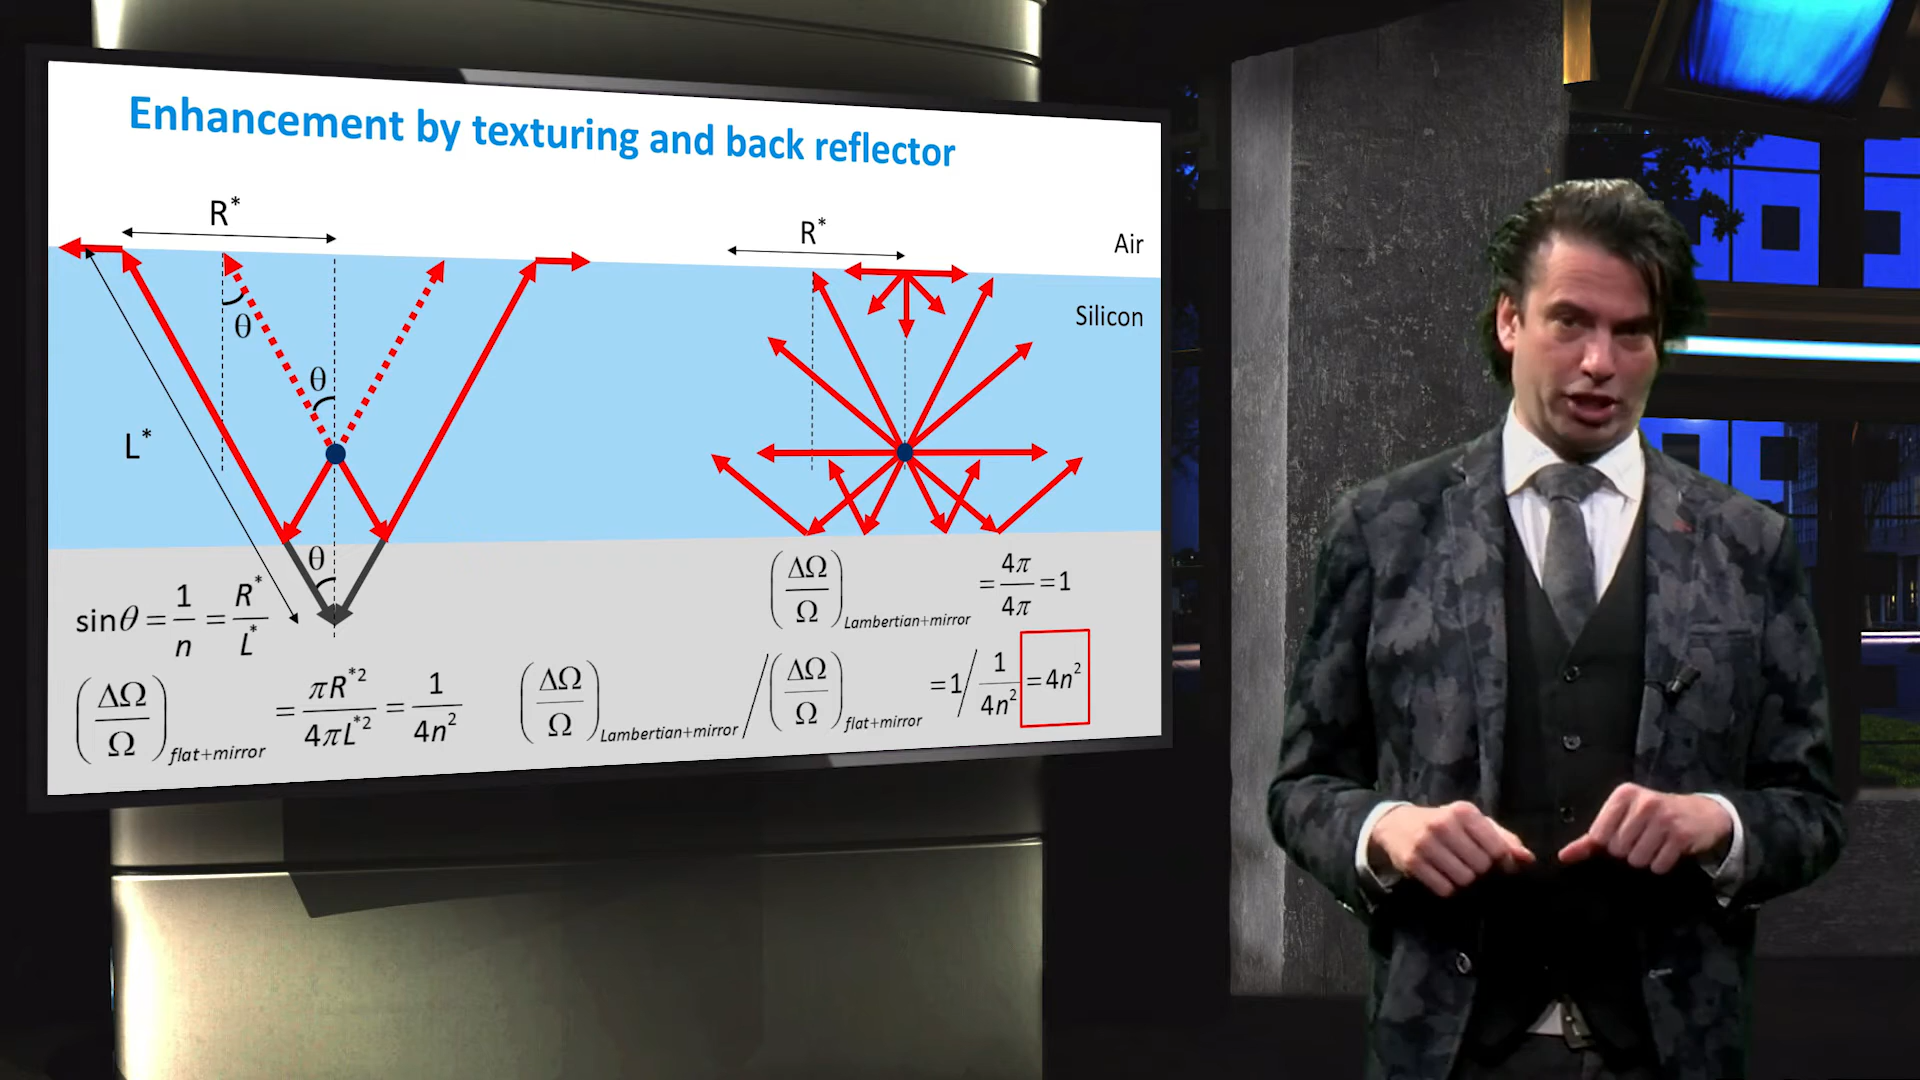 Enhancement by texturing and back reflector
R*
R*
Air
Silicon
θ
θ
L*
θ
sinθ = 1/n = R*/L*
(ΔΩ/Ω)flat+mirror = πR*2/4πL*2 = 1/4n2
(ΔΩ/Ω)Lambertian+mirror = 4π/4π = 1
(ΔΩ/Ω)Lambertian+mirror / (ΔΩ/Ω)flat+mirror = 1/ 1/4n2 = 4n2